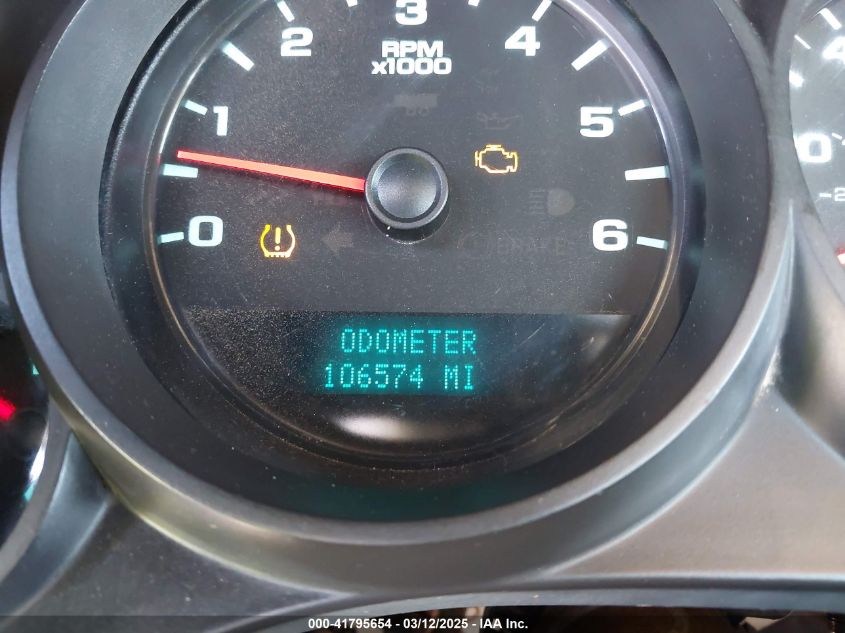 0 1 2 3 4 5 6
RPM
x1000
BRAKE
ODOMETER
106574 MI
0
000-41795654 - 03/12/2025 - IAA Inc.